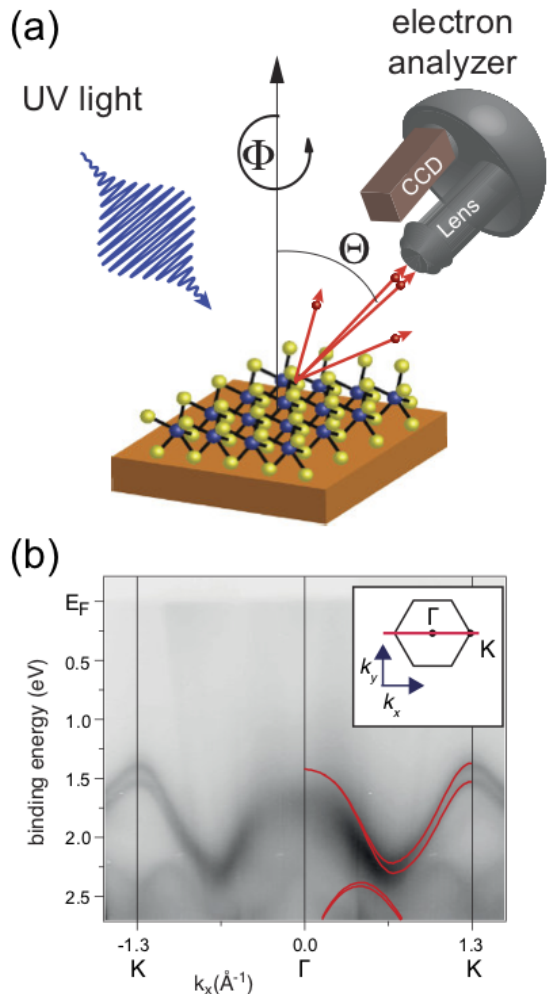 (a)
electron
analyzer
UV light
Φ
CCD
Lens
Θ
(b)
E_F
0.5
1.0
1.5
2.0
2.5
binding energy (eV)
Γ
K
k_y
k_x
-1.3
0.0
1.3
K
Γ
K
k_x(Å⁻¹)